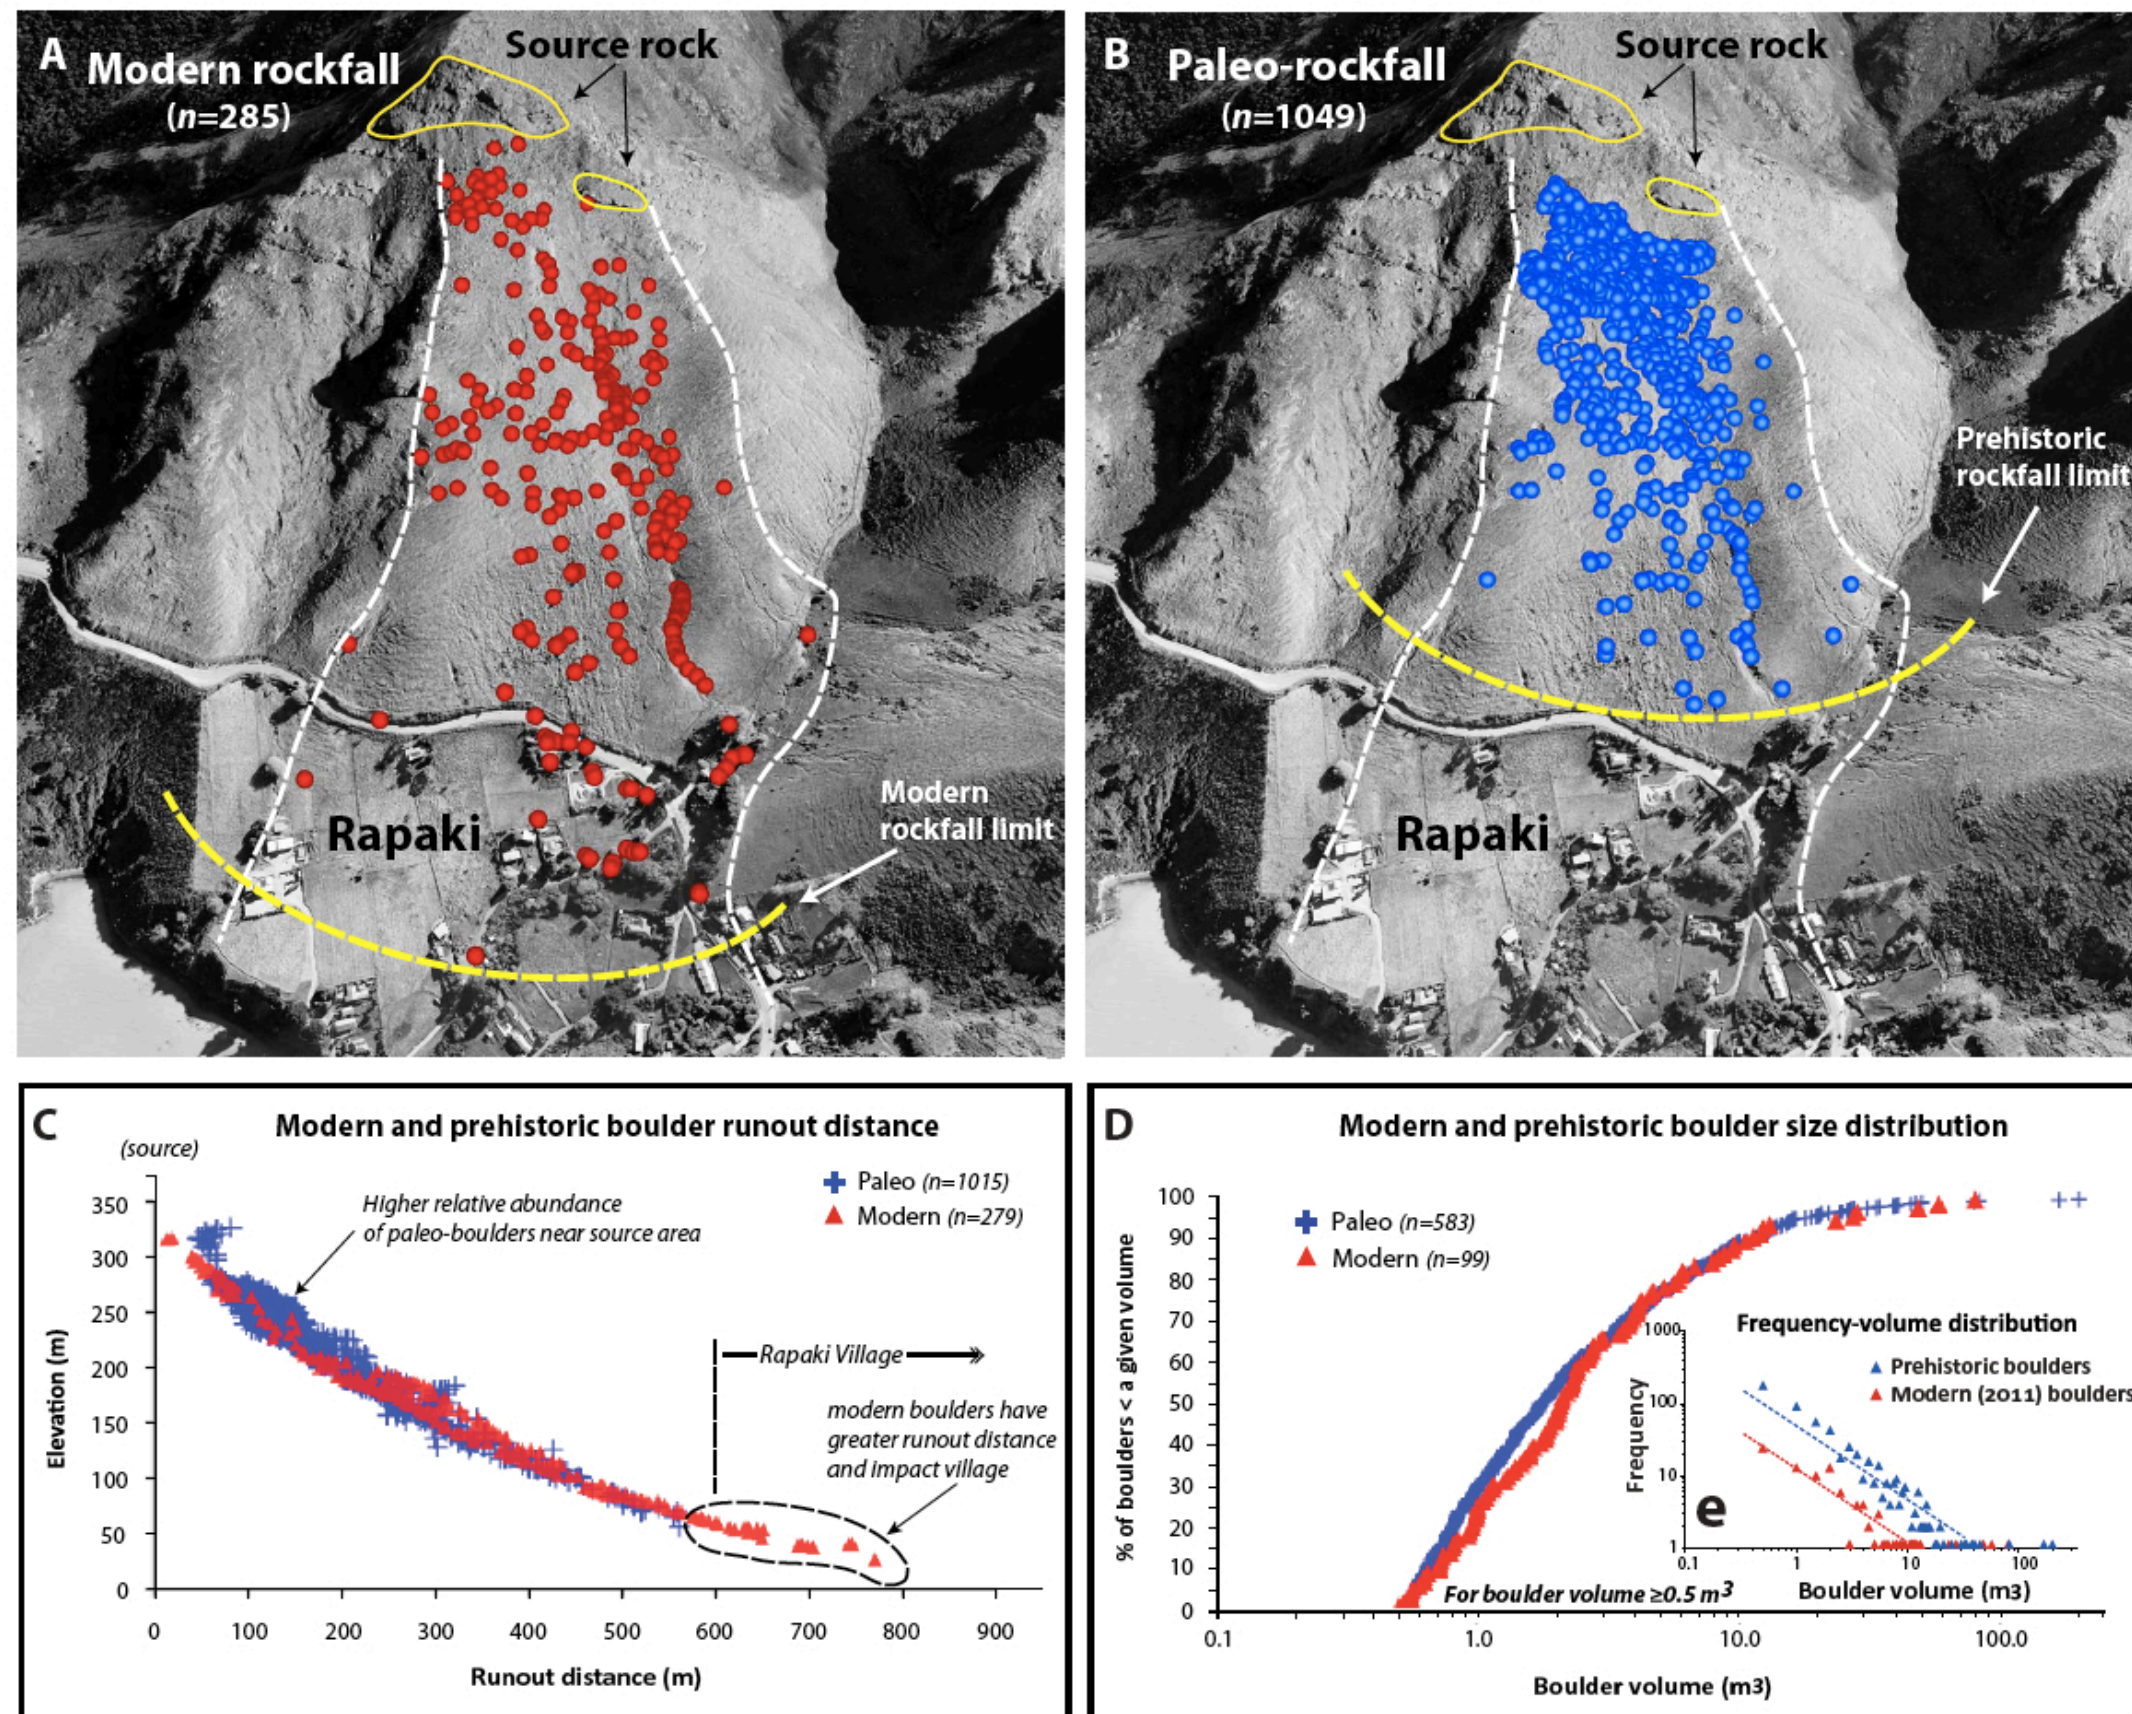 A
Modern rockfall
(n=285)
Source rock
Rapaki
Modern
rockfall limit
B
Paleo-rockfall
(n=1049)
Source rock
Prehistoric
rockfall limit
Rapaki
C
Modern and prehistoric boulder runout distance
(source)
Paleo (n=1015)
Modern (n=279)
Higher relative abundance
of paleo-boulders near source area
Rapaki Village
modern boulders have
greater runout distance
and impact village
Elevation (m)
350
300
250
200
150
100
50
0
0 100 200 300 400 500 600 700 800 900
Runout distance (m)
D
Modern and prehistoric boulder size distribution
Paleo (n=583)
Modern (n=99)
% of boulders < a given volume
100
90
80
70
60
50
40
30
20
10
0
For boulder volume ≥0.5 m3
0.1 1.0 10.0 100.0
Boulder volume (m3)
Frequency-volume distribution
Prehistoric boulders
Modern (2011) boulders
Frequency
1000
100
10
1
e
0.1 1 10 100
Boulder volume (m3)